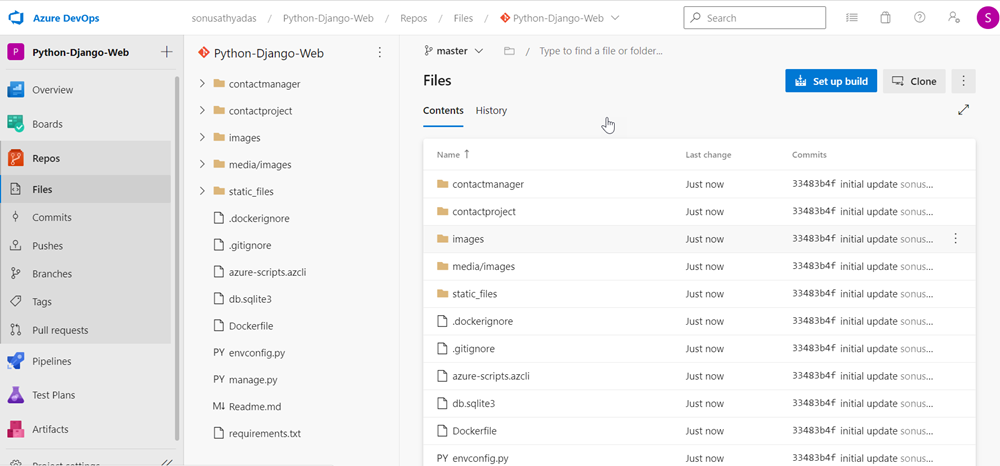 Azure DevOps
sonusathyadas / Python-Django-Web / Repos / Files / Python-Django-Web
Search
S
P Python-Django-Web
Overview
Boards
Repos
Files
Commits
Pushes
Branches
Tags
Pull requests
Pipelines
Test Plans
Artifacts
Project settings
Python-Django-Web
contactmanager
contactproject
images
media/images
static_files
.dockerignore
.gitignore
azure-scripts.azcli
db.sqlite3
Dockerfile
PY envconfig.py
PY manage.py
M↓ Readme.md
requirements.txt
master / Type to find a file or folder...
Files
Set up build
Clone
Contents History
Name ↑ Last change Commits
contactmanager Just now 33483b4f initial update sonus...
contactproject Just now 33483b4f initial update sonus...
images Just now 33483b4f initial update sonus...
media/images Just now 33483b4f initial update sonus...
static_files Just now 33483b4f initial update sonus...
.dockerignore Just now 33483b4f initial update sonus...
.gitignore Just now 33483b4f initial update sonus...
azure-scripts.azcli Just now 33483b4f initial update sonus...
db.sqlite3 Just now 33483b4f initial update sonus...
Dockerfile Just now 33483b4f initial update sonus...
PY envconfig.py Just now 33483b4f initial update sonus...